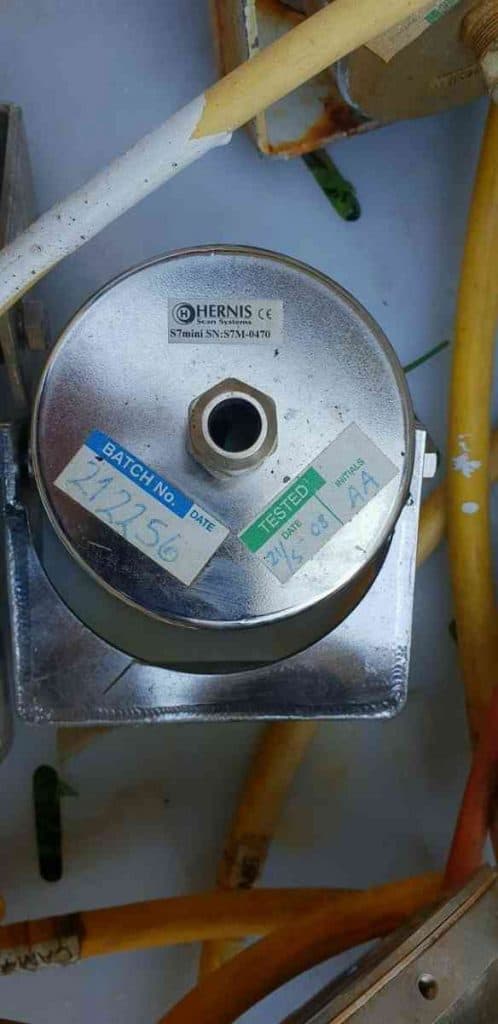 HERNIS CE
Scan Systems
S7mini SN:S7M-0470
BATCH No.
DATE
212256
TESTED
DATE
INITIALS
21/5-08
AA